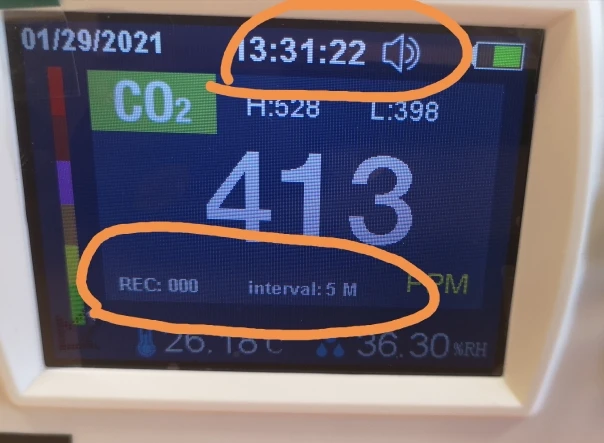 01/29/2021 13:31:22
CO₂ H:528 L:398
413
REC: 000 interval: 5 M PPM
26.18°C 36.30%RH